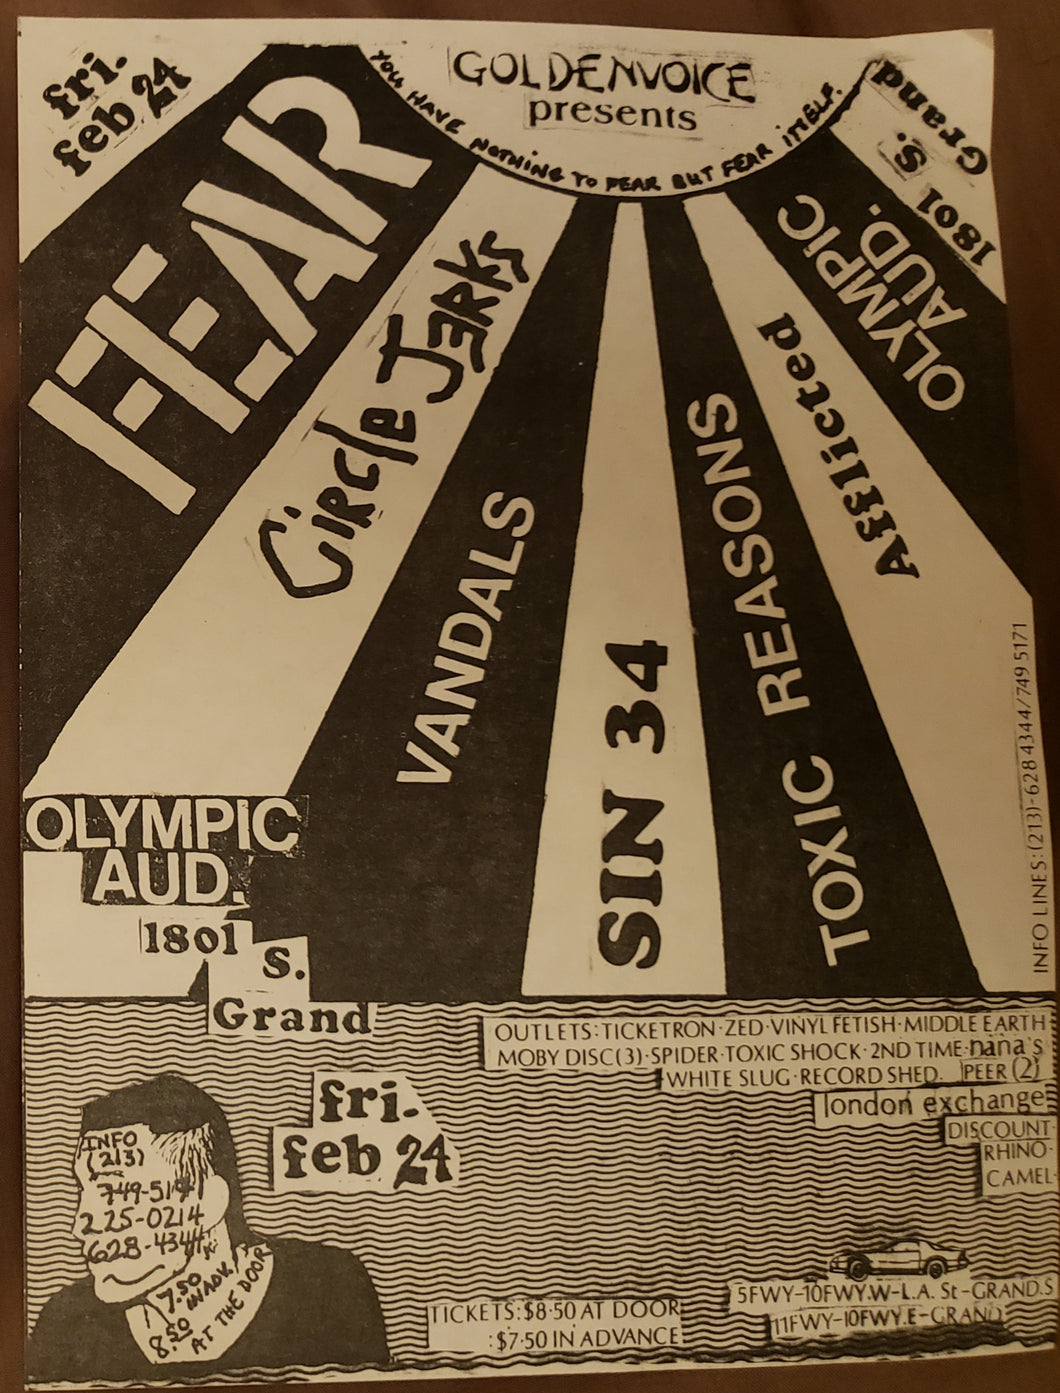 fri.
feb 24
GOLDENVOICE
presents
YOU HAVE NOTHING TO FEAR BUT FEAR ITSELF.
1801 S.
Grand
FEAR
Circle Jerks
VANDALS
SIN 34
TOXIC REASONS
Afflicted
OLYMPIC
AUD.
INFO LINES: (213)-628 4344/749 5171
OLYMPIC
AUD.
1801
S.
Grand
fri.
feb 24
OUTLETS:TICKETRON·ZED·VINYL FETISH·MIDDLE EARTH
MOBY DISC(3)·SPIDER·TOXIC SHOCK·2ND TIME·nana's
WHITE SLUG·RECORD SHED. PEER (2)
london exchange
DISCOUNT·
RHINO·
CAMEL·
INFO
(213)
225-0214
628-4344
7.50
IN ADV.
8.50
AT THE DOOR
TICKETS:$8·50 AT DOOR
:$7·50 IN ADVANCE
5FWY-10FWY.W-L.A. St-GRAND.S
11FWY-10FWY.E-GRAND